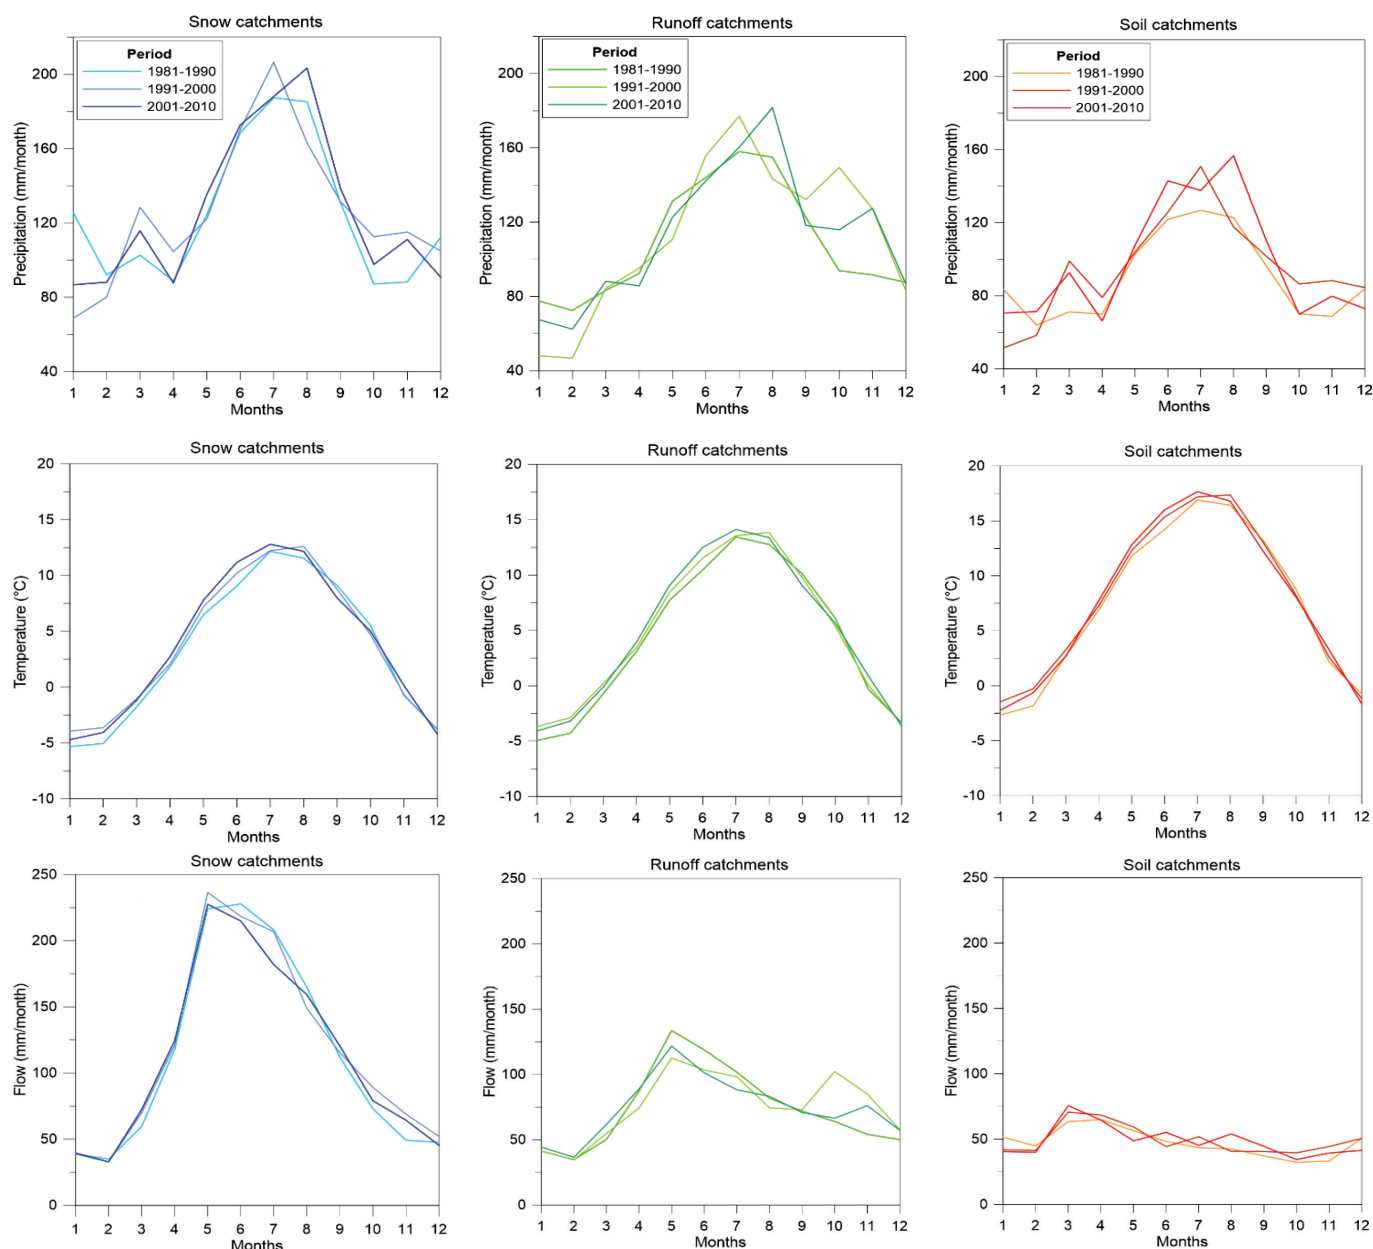 Snow catchments
Precipitation (mm/month)
Period
1981-1990
1991-2000
2001-2010
200
160
120
80
40
1 2 3 4 5 6 7 8 9 10 11 12
Months
Runoff catchments
Precipitation (mm/month)
Period
1981-1990
1991-2000
2001-2010
200
160
120
80
40
1 2 3 4 5 6 7 8 9 10 11 12
Months
Soil catchments
Precipitation (mm/month)
Period
1981-1990
1991-2000
2001-2010
200
160
120
80
40
1 2 3 4 5 6 7 8 9 10 11 12
Months
Snow catchments
Temperature (°C)
20
15
10
5
0
-5
-10
1 2 3 4 5 6 7 8 9 10 11 12
Months
Runoff catchments
Temperature (°C)
20
15
10
5
0
-5
-10
1 2 3 4 5 6 7 8 9 10 11 12
Months
Soil catchments
Temperature (°C)
20
15
10
5
0
-5
-10
1 2 3 4 5 6 7 8 9 10 11 12
Months
Snow catchments
Flow (mm/month)
250
200
150
100
50
0
1 2 3 4 5 6 7 8 9 10 11 12
Months
Runoff catchments
Flow (mm/month)
250
200
150
100
50
0
1 2 3 4 5 6 7 8 9 10 11 12
Months
Soil catchments
Flow (mm/month)
250
200
150
100
50
0
1 2 3 4 5 6 7 8 9 10 11 12
Months